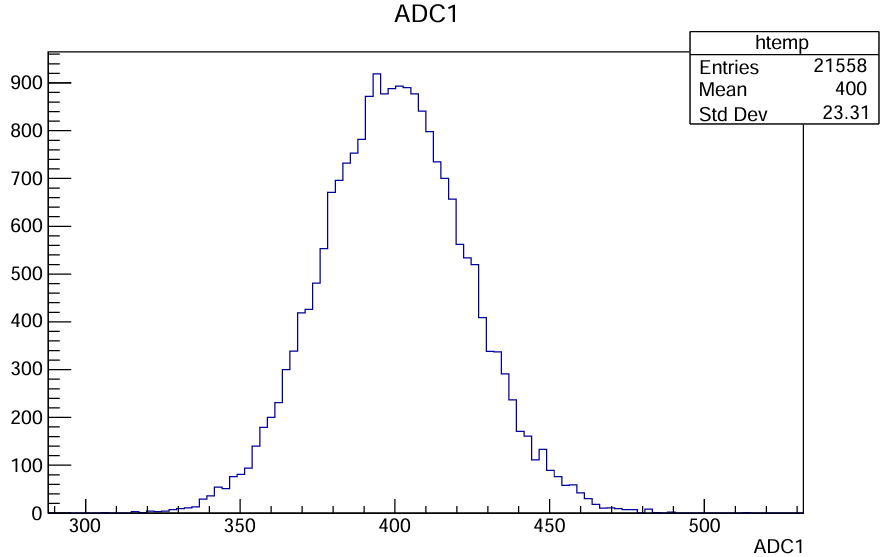 ADC1
htemp
Entries 21558
Mean 400
Std Dev 23.31
900
800
700
600
500
400
300
200
100
0
300 350 400 450 500
ADC1